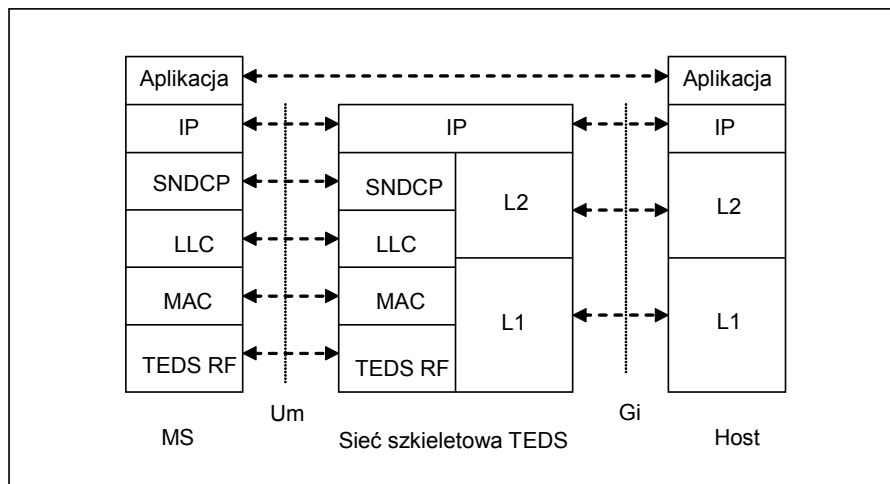 Aplikacja
Aplikacja
IP
IP
IP
SNDCP
SNDCP
L2
L2
LLC
LLC
MAC
MAC
L1
L1
TEDS RF
TEDS RF
Um
Gi
MS
Sieć szkieletowa TEDS
Host